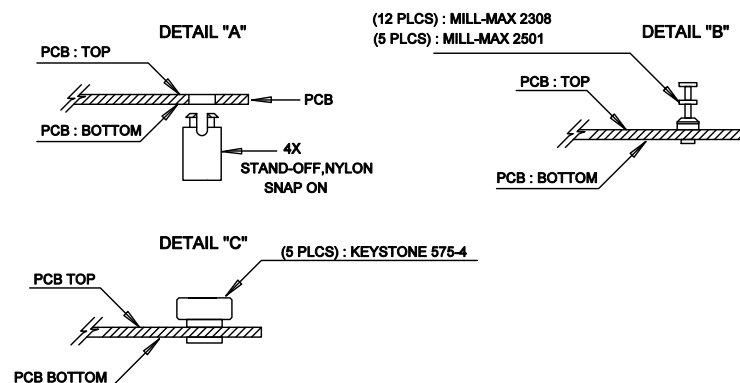 DETAIL "A"
PCB : TOP
PCB
PCB : BOTTOM
4X
STAND-OFF,NYLON
SNAP ON
(12 PLCS) : MILL-MAX 2308
(5 PLCS) : MILL-MAX 2501
DETAIL "B"
PCB : TOP
PCB : BOTTOM
DETAIL "C"
(5 PLCS) : KEYSTONE 575-4
PCB TOP
PCB BOTTOM